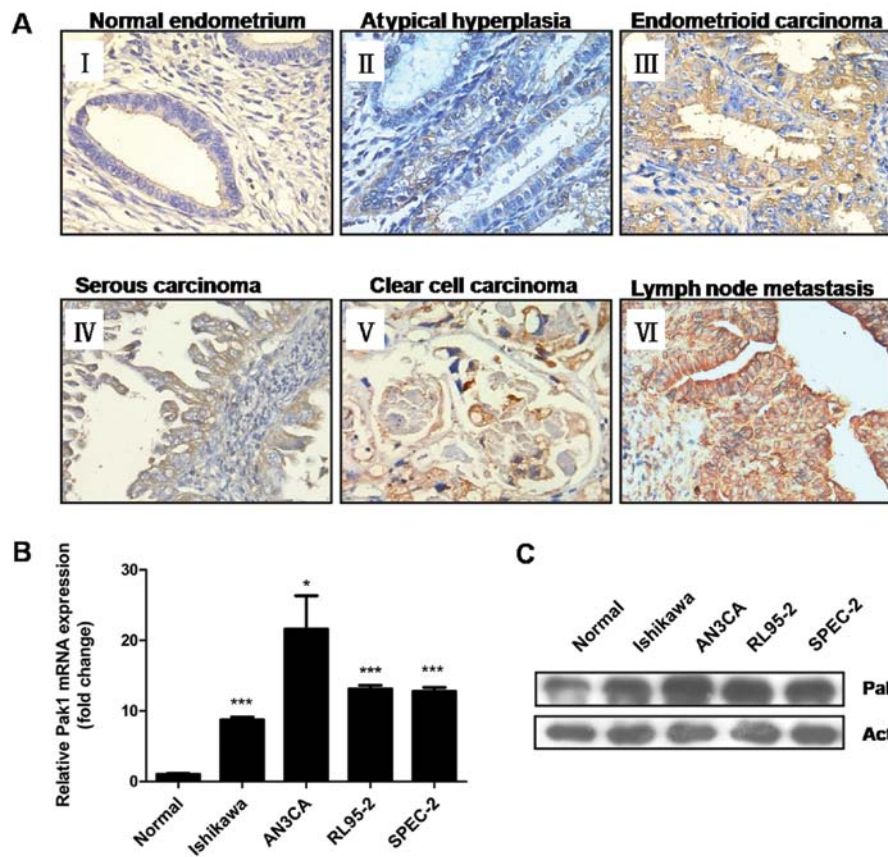 A
Normal endometrium
Atypical hyperplasia
Endometrioid carcinoma
I
II
III
Serous carcinoma
Clear cell carcinoma
Lymph node metastasis
IV
V
VI
B
Relative Pak1 mRNA expression
(fold change)
30
20
10
0
***
*
***
***
Normal
Ishikawa
AN3CA
RL95-2
SPEC-2
C
Normal
Ishikawa
AN3CA
RL95-2
SPEC-2
Pak
Act